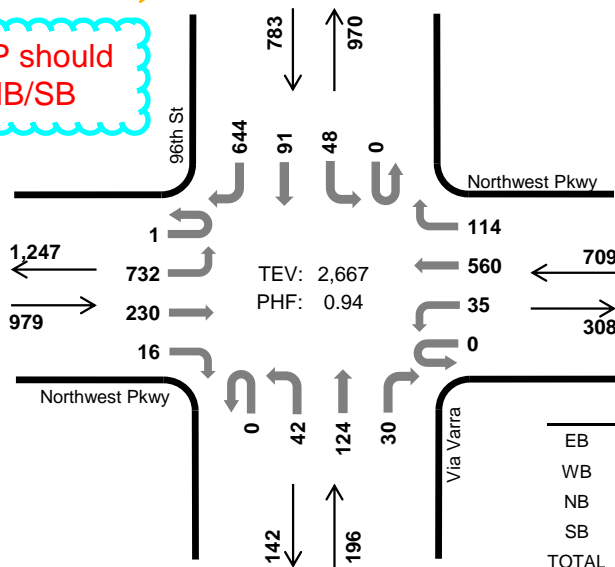 783
970
P should
IB/SB
96th St
644
91
48
0
Northwest Pkwy
1
114
1,247
732
TEV: 2,667
560
709
979
230
PHF: 0.94
35
308
16
0
Northwest Pkwy
0
42
124
30
Via Varra
EB
WB
NB
SB
TOTAL
142
196